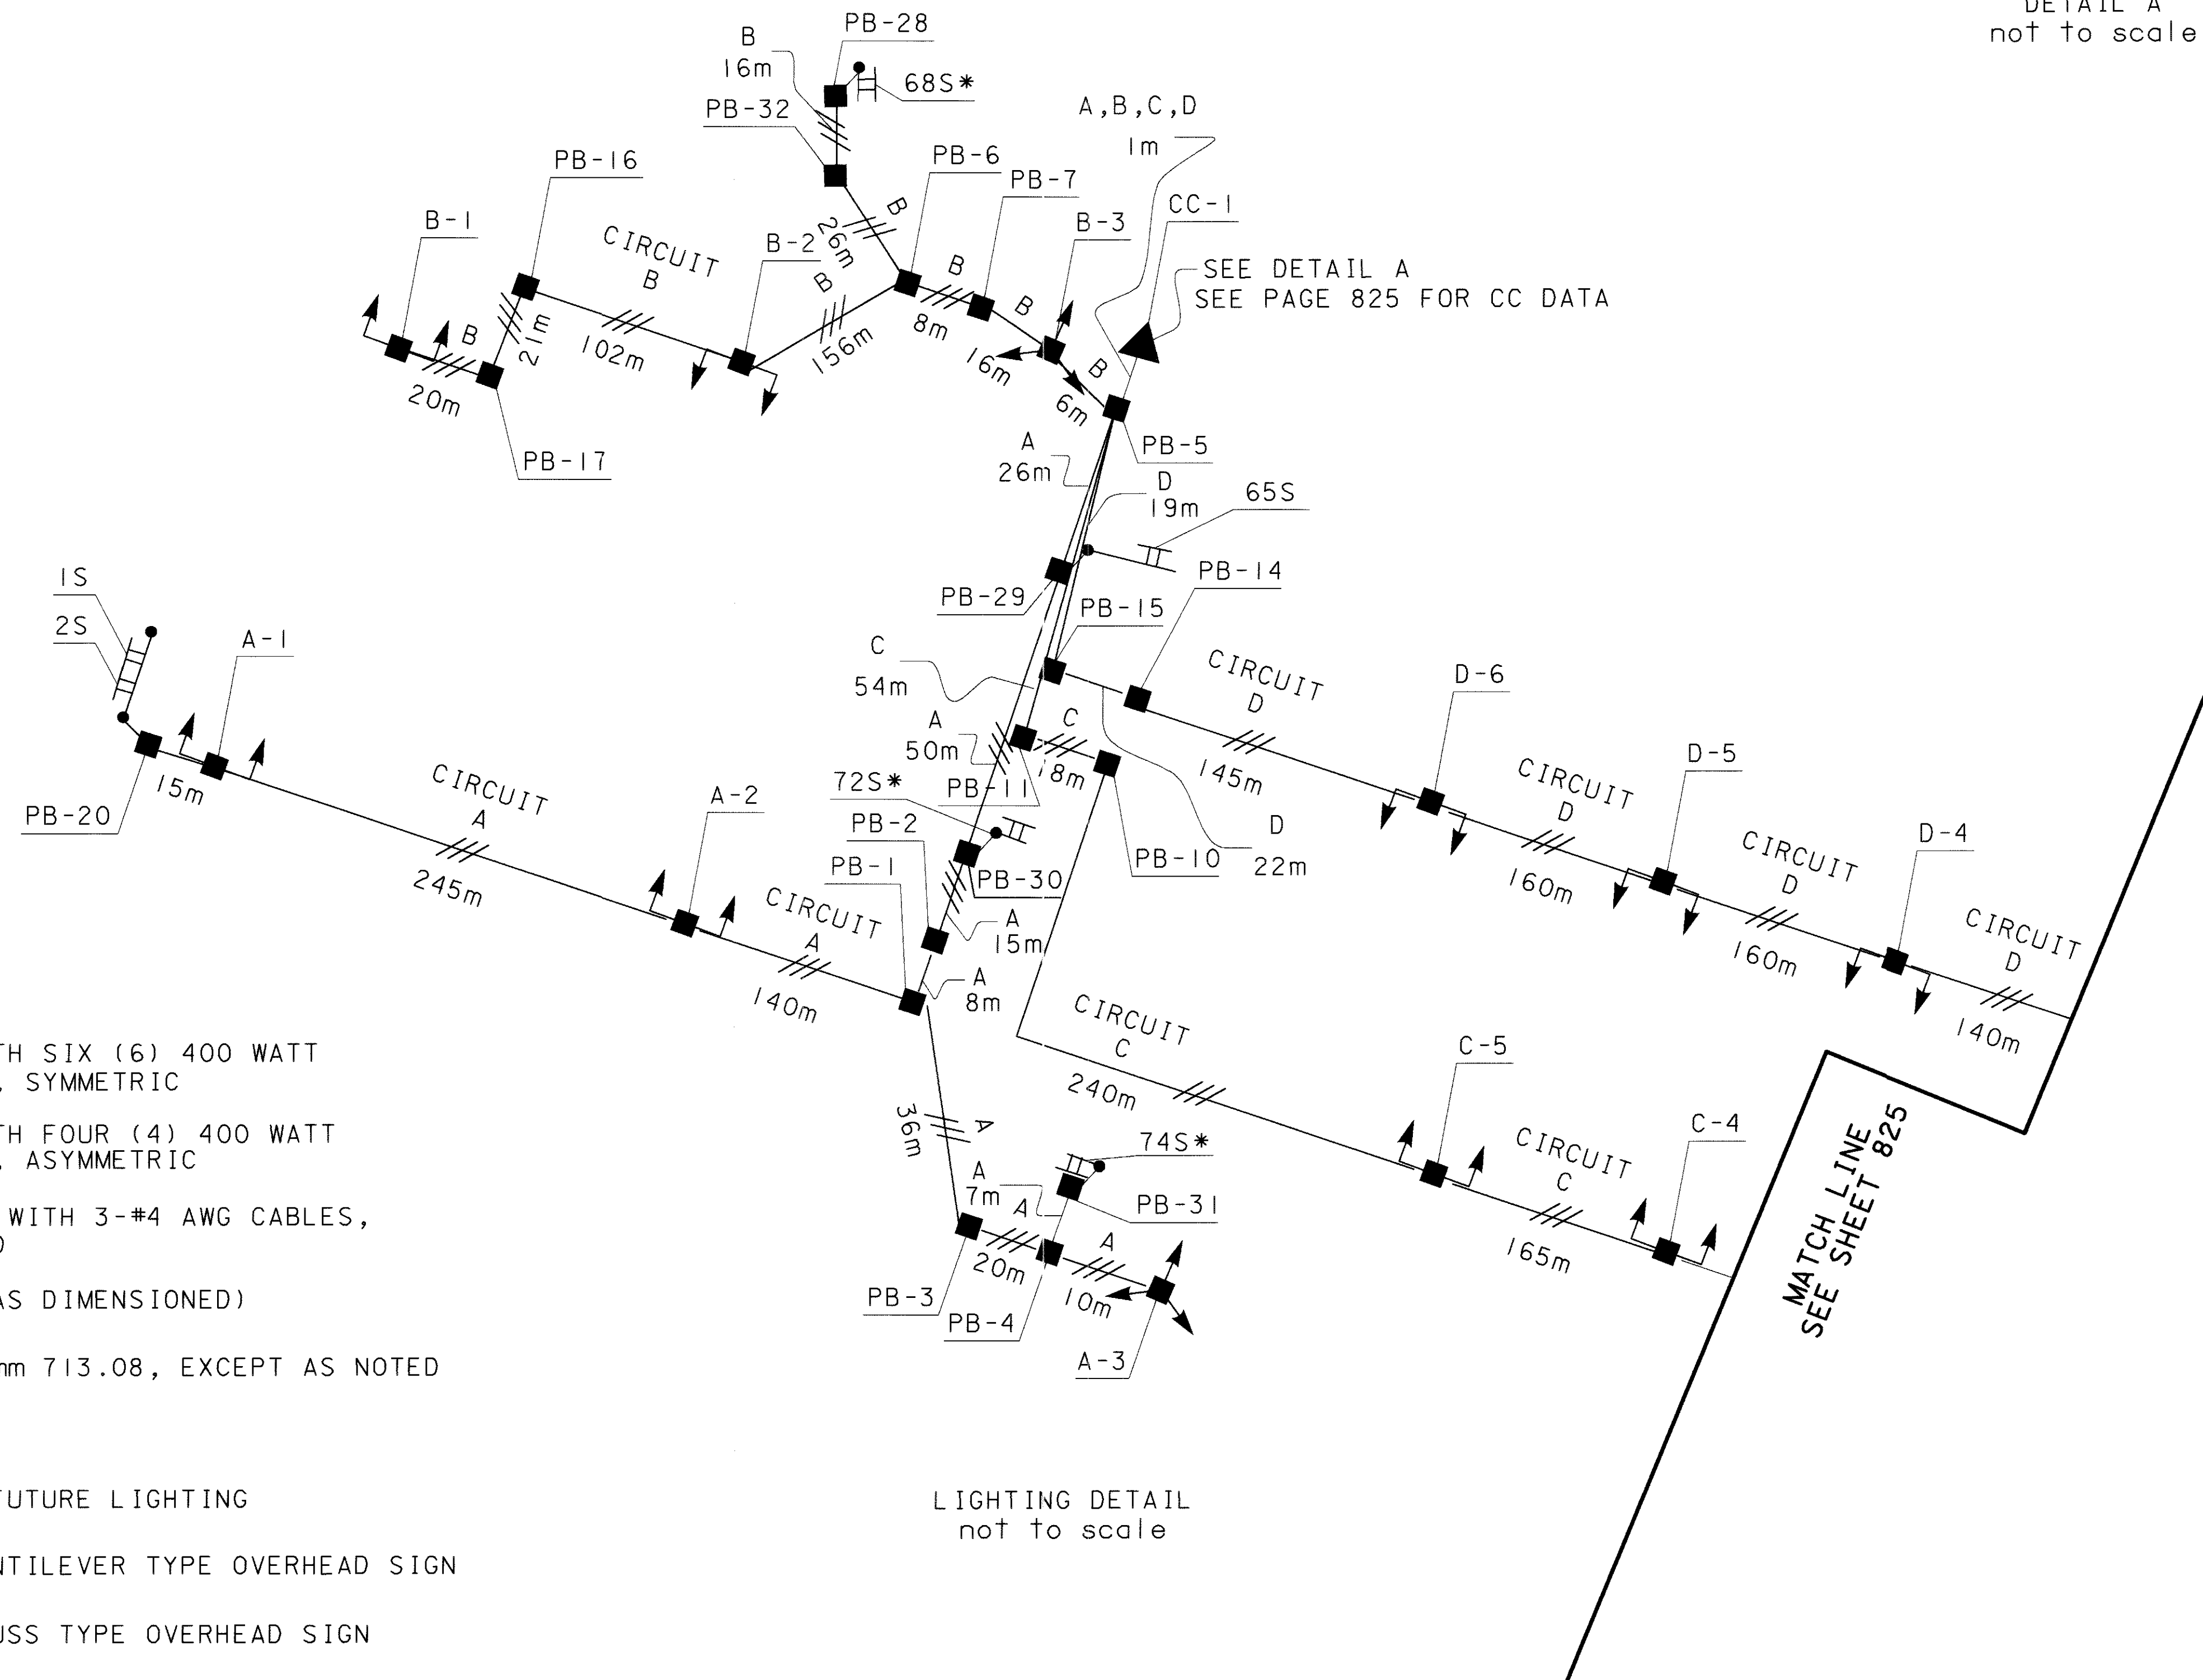 DETAIL A
not to scale
PB-28
B
16m
68S*
PB-32
A,B,C,D
1m
PB-16
PB-6
PB-7
CC-1
B-1
B-3
CIRCUIT
B
B-2
B
26m
B
SEE DETAIL A
SEE PAGE 825 FOR CC DATA
B
B
21m
102m
156m
8m
16m
B
6m
B
20m
PB-17
A
26m
PB-5
D
19m
65S
1S
2S
A-1
PB-29
PB-14
PB-15
C
54m
CIRCUIT
D
D-6
A
50m
C
18m
PB-11
145m
CIRCUIT
D
D-5
15m
PB-20
CIRCUIT
A
245m
A-2
72S*
PB-2
PB-1
PB-30
PB-10
D
22m
160m
CIRCUIT
D
D-4
160m
CIRCUIT
D
140m
CIRCUIT
A
140m
A
15m
A
8m
CIRCUIT
C
240m
C-5
CIRCUIT
C
165m
C-4
36m
A
74S*
A
7m
A
PB-31
20m
A
10m
PB-3
PB-4
A-3
MATCH LINE
SEE SHEET 825
TH SIX (6) 400 WATT
, SYMMETRIC
TH FOUR (4) 400 WATT
, ASYMMETRIC
WITH 3-#4 AWG CABLES,
AS DIMENSIONED)
mm 713.08, EXCEPT AS NOTED
FUTURE LIGHTING
NTILEVER TYPE OVERHEAD SIGN
USS TYPE OVERHEAD SIGN
LIGHTING DETAIL
not to scale